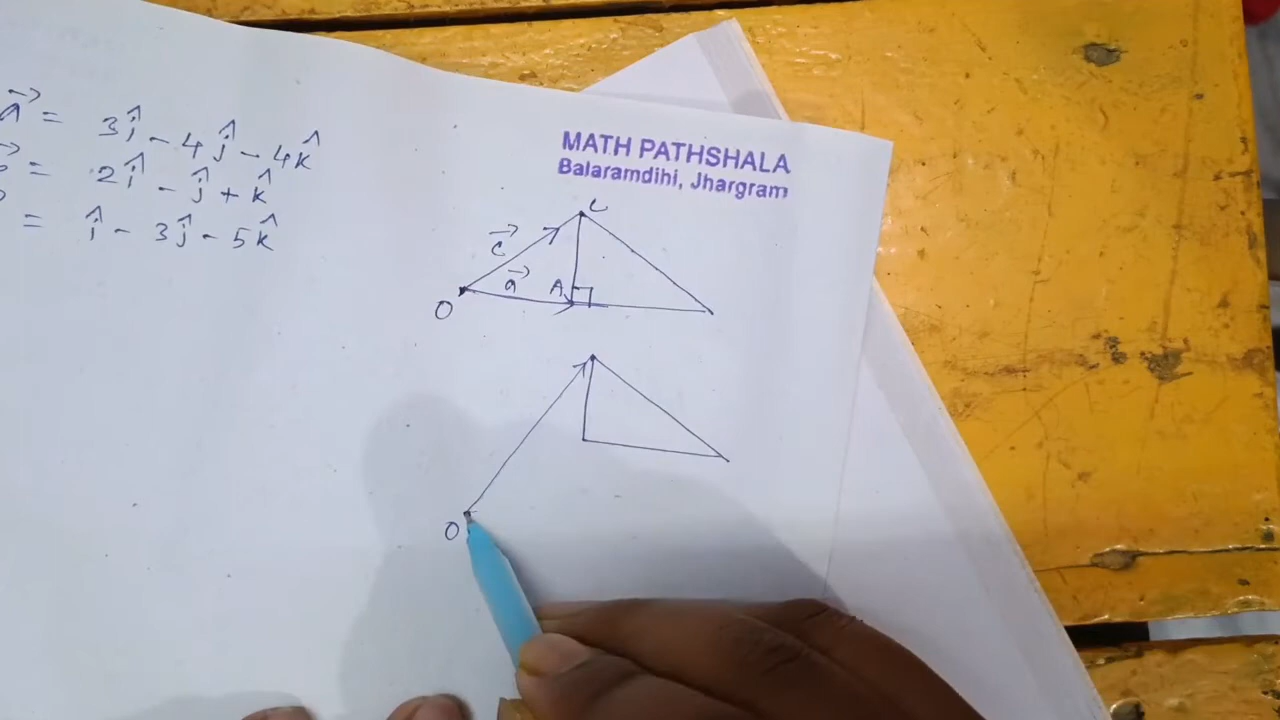 a⃗ = 3î - 4ĵ - 4k̂
= 2î - ĵ + k̂
= î - 3ĵ - 5k̂
MATH PATHSHALA
Balaramdihi, Jhargram
C
c⃗
a⃗ A
O
O